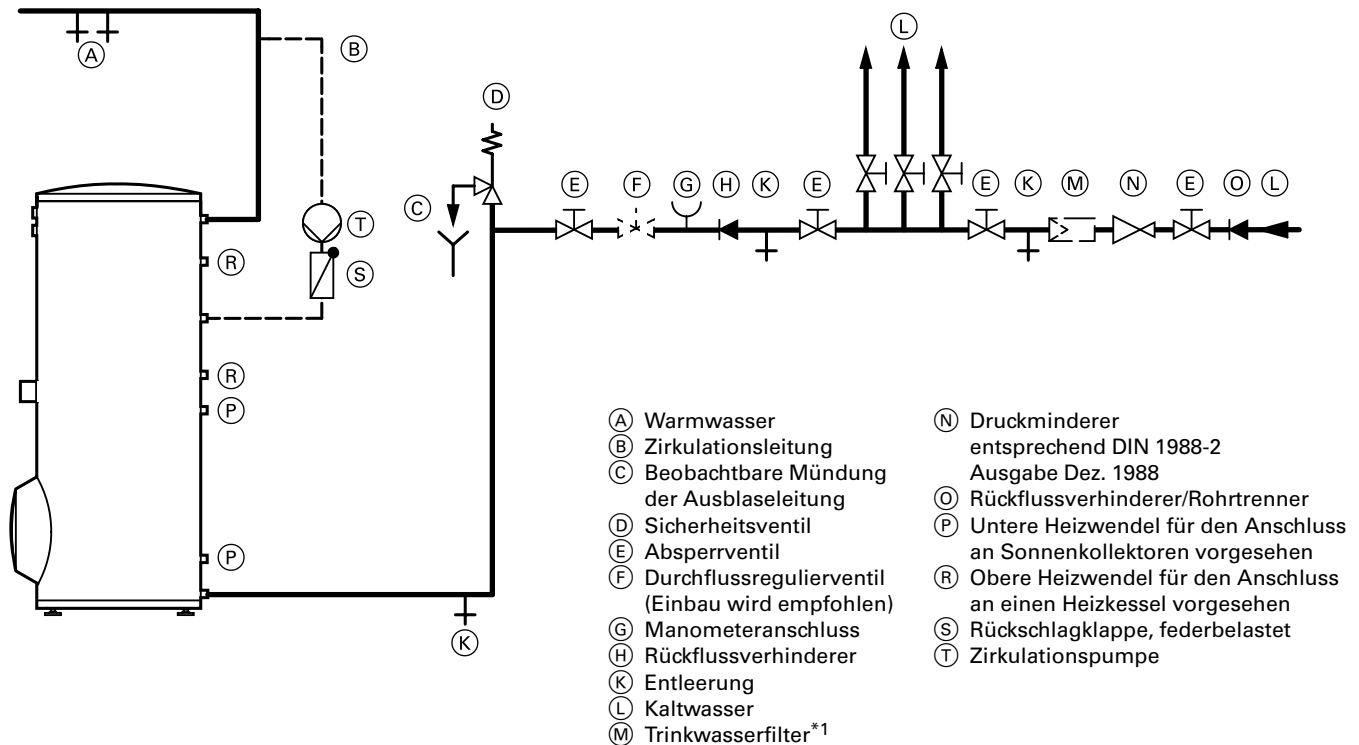 L
A
B
D
E
F
G
H
K
E
E
K
M
N
E
O
L
C
T
R
S
R
P
P
K
A Warmwasser
B Zirkulationsleitung
C Beobachtbare Mündung
der Ausblaseleitung
D Sicherheitsventil
E Absperrventil
F Durchflussregulierventil
(Einbau wird empfohlen)
G Manometeranschluss
H Rückflussverhinderer
K Entleerung
L Kaltwasser
M Trinkwasserfilter*1
N Druckminderer
entsprechend DIN 1988-2
Ausgabe Dez. 1988
O Rückflussverhinderer/Rohrtrenner
P Untere Heizwendel für den Anschluss
an Sonnenkollektoren vorgesehen
R Obere Heizwendel für den Anschluss
an einen Heizkessel vorgesehen
S Rückschlagklappe, federbelastet
T Zirkulationspumpe